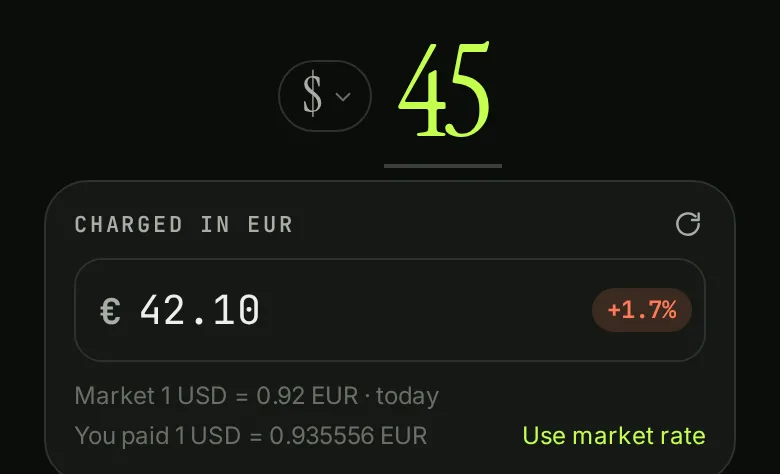 $ 45
CHARGED IN EUR
€ 42.10 +1.7%
Market 1 USD = 0.92 EUR · today
You paid 1 USD = 0.935556 EUR Use market rate